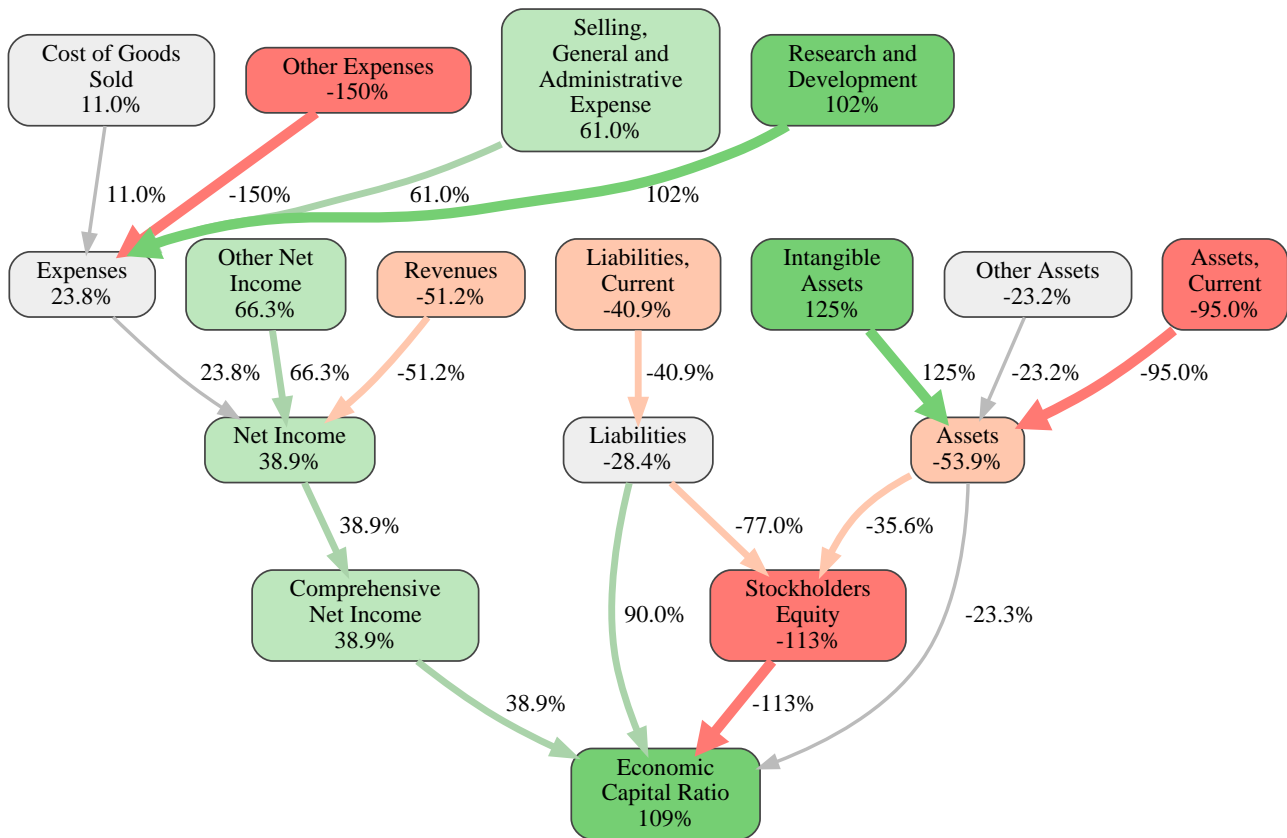 Cost of Goods
Sold
11.0%
Other Expenses
-150%
Selling,
General and
Administrative
Expense
61.0%
Research and
Development
102%
11.0%
-150%
61.0%
102%
Expenses
23.8%
Other Net
Income
66.3%
Revenues
-51.2%
Liabilities,
Current
-40.9%
Intangible
Assets
125%
Other Assets
-23.2%
Assets,
Current
-95.0%
23.8%
66.3%
-51.2%
-40.9%
125%
-23.2%
-95.0%
Net Income
38.9%
Liabilities
-28.4%
Assets
-53.9%
38.9%
-77.0%
-35.6%
Comprehensive
Net Income
38.9%
90.0%
Stockholders
Equity
-113%
-23.3%
38.9%
-113%
Economic
Capital Ratio
109%